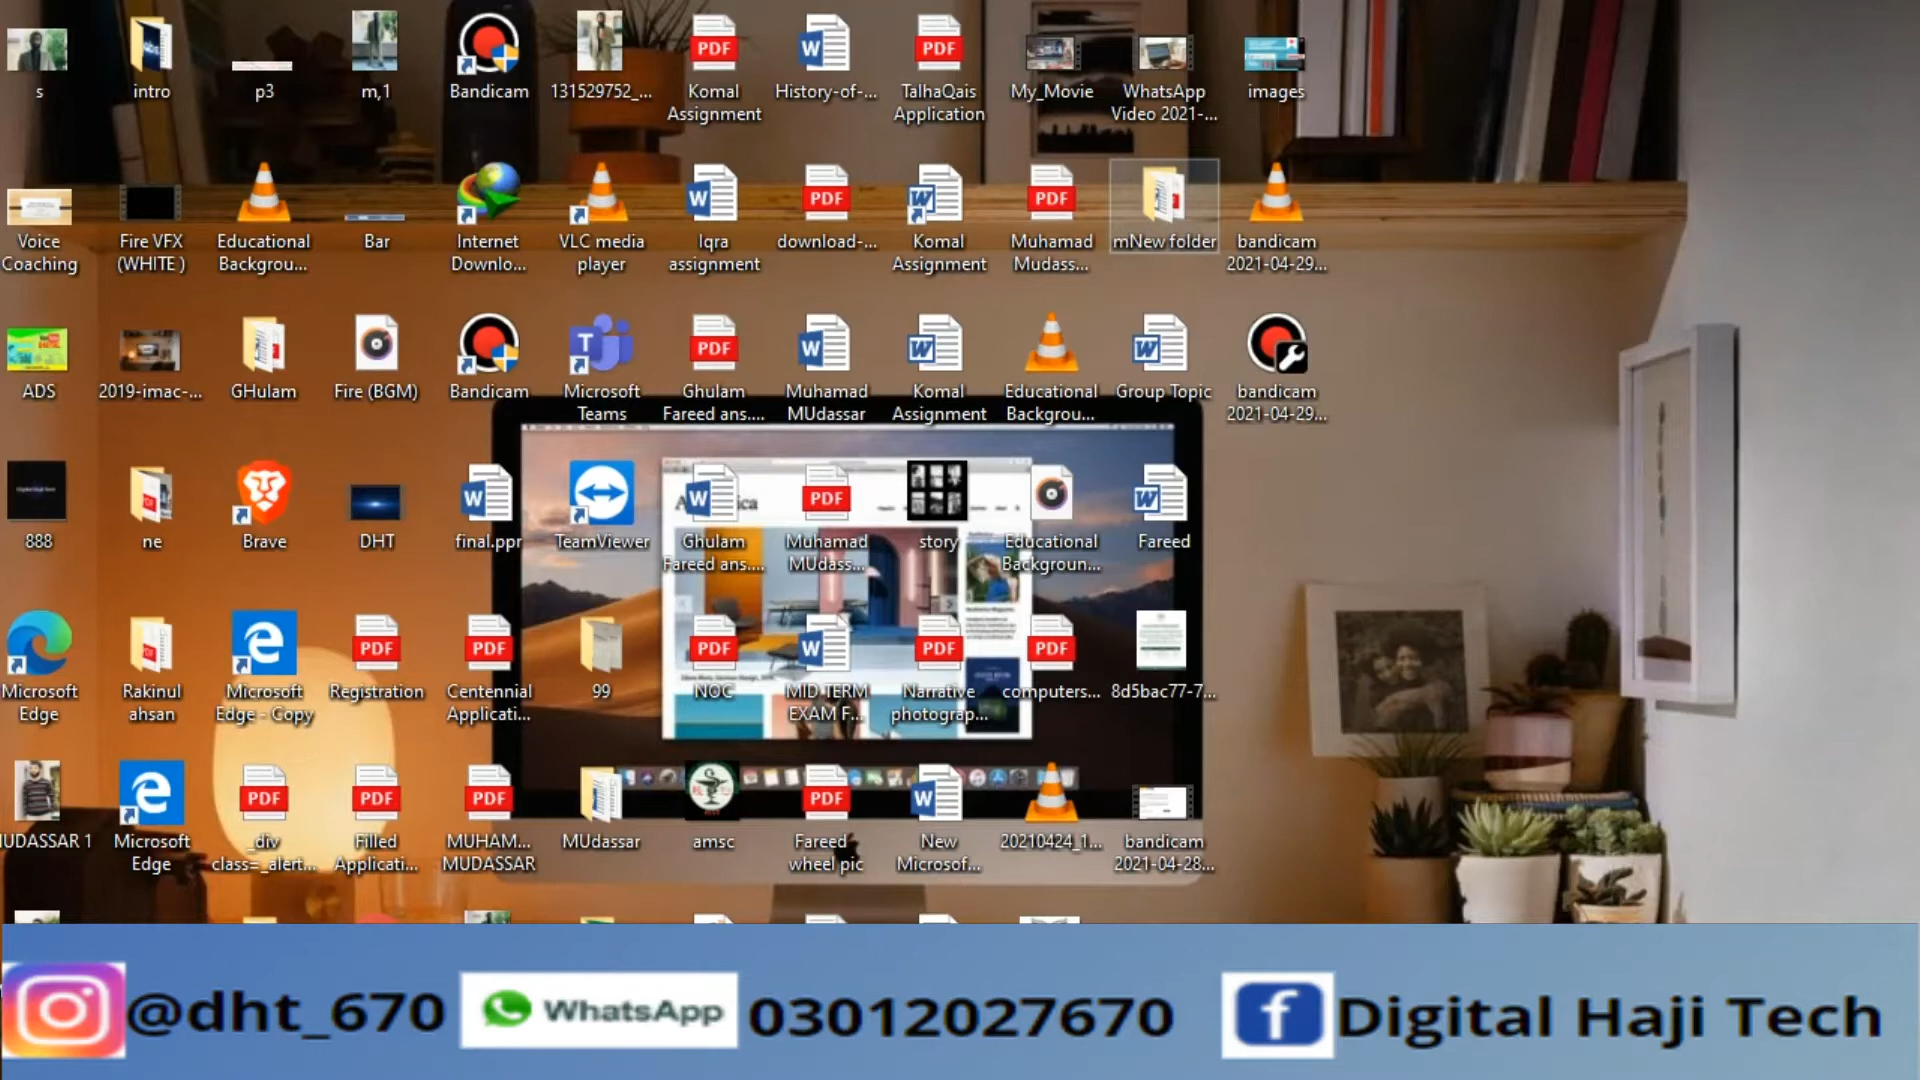 s
intro
p3
m,1
Bandicam
131529752_...
Komal
Assignment
History-of-...
TalhaQais
Application
My_Movie
WhatsApp
Video 2021-...
images
Voice
Coaching
Fire VFX
(WHITE )
Educational
Backgrou...
Bar
Internet
Downlo...
VLC media
player
Iqra
assignment
download-...
Komal
Assignment
Muhamad
Mudass...
mNew folder
bandicam
2021-04-29...
ADS
2019-imac-...
GHulam
Fire (BGM)
Bandicam
Microsoft
Teams
Ghulam
Fareed ans....
Muhamad
MUdassar
Komal
Assignment
Educational
Backgrou...
Group Topic
bandicam
2021-04-29...
888
ne
Brave
DHT
final.ppr
TeamViewer
Ghulam
Fareed ans....
Muhamad
MUdass...
story
Educational
Backgroun...
Fareed
Microsoft
Edge
Rakinul
ahsan
Microsoft
Edge - Copy
Registration
Centennial
Applicati...
99
NOC
MID TERM
EXAM F...
Narrative
photograp...
computers...
8d5bac77-7...
UDASSAR 1
Microsoft
Edge
_div
class=_alert...
Filled
Applicati...
MUHAM...
MUDASSAR
MUdassar
amsc
Fareed
wheel pic
New
Microsof...
20210424_1...
bandicam
2021-04-28...
@dht_670 WhatsApp 03012027670 Digital Haji Tech